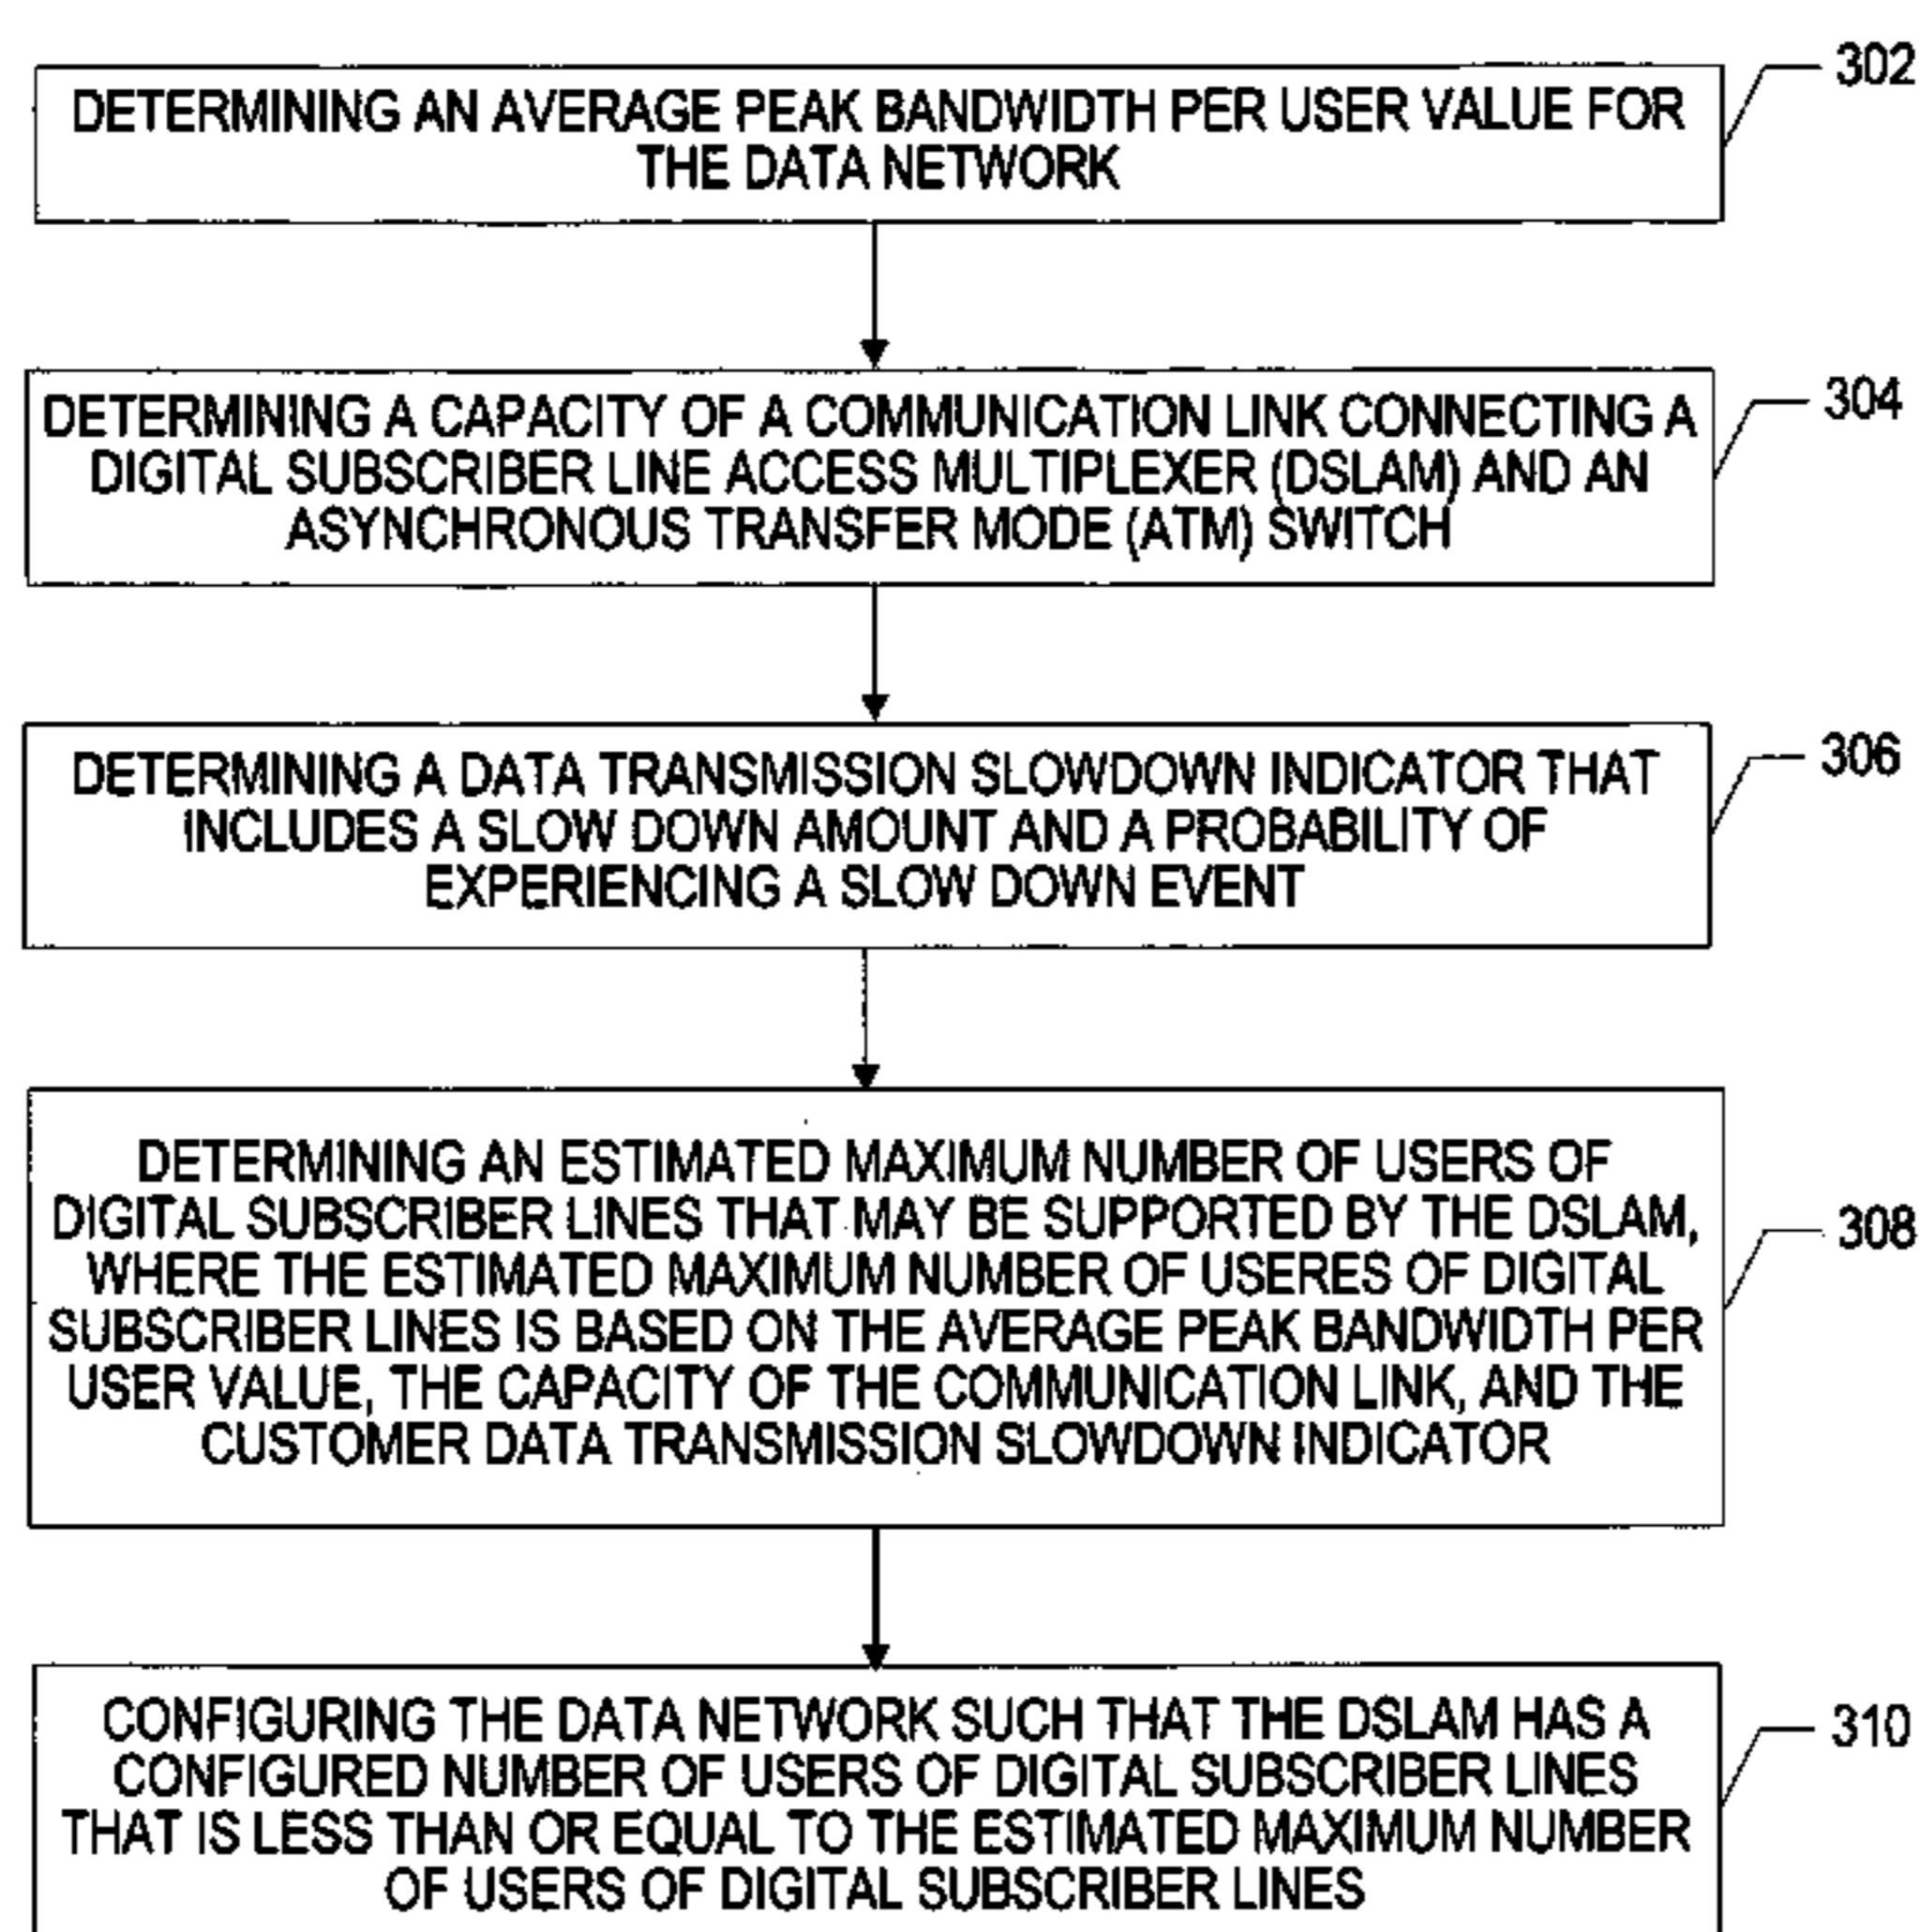 302
DETERMINING AN AVERAGE PEAK BANDWIDTH PER USER VALUE FOR
THE DATA NETWORK
304
DETERMINING A CAPACITY OF A COMMUNICATION LINK CONNECTING A
DIGITAL SUBSCRIBER LINE ACCESS MULTIPLEXER (DSLAM) AND AN
ASYNCHRONOUS TRANSFER MODE (ATM) SWITCH
306
DETERMINING A DATA TRANSMISSION SLOWDOWN INDICATOR THAT
INCLUDES A SLOW DOWN AMOUNT AND A PROBABILITY OF
EXPERIENCING A SLOW DOWN EVENT
308
DETERMINING AN ESTIMATED MAXIMUM NUMBER OF USERS OF
DIGITAL SUBSCRIBER LINES THAT MAY BE SUPPORTED BY THE DSLAM,
WHERE THE ESTIMATED MAXIMUM NUMBER OF USERES OF DIGITAL
SUBSCRIBER LINES IS BASED ON THE AVERAGE PEAK BANDWIDTH PER
USER VALUE, THE CAPACITY OF THE COMMUNICATION LINK, AND THE
CUSTOMER DATA TRANSMISSION SLOWDOWN INDICATOR
310
CONFIGURING THE DATA NETWORK SUCH THAT THE DSLAM HAS A
CONFIGURED NUMBER OF USERS OF DIGITAL SUBSCRIBER LINES
THAT IS LESS THAN OR EQUAL TO THE ESTIMATED MAXIMUM NUMBER
OF USERS OF DIGITAL SUBSCRIBER LINES